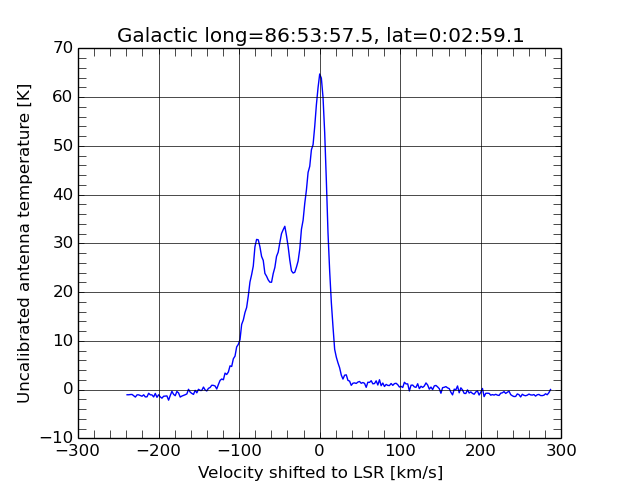 Galactic long=86:53:57.5, lat=0:02:59.1
70
60
50
40
30
20
10
0
−10
Uncalibrated antenna temperature [K]
−300 −200 −100 0 100 200 300
Velocity shifted to LSR [km/s]